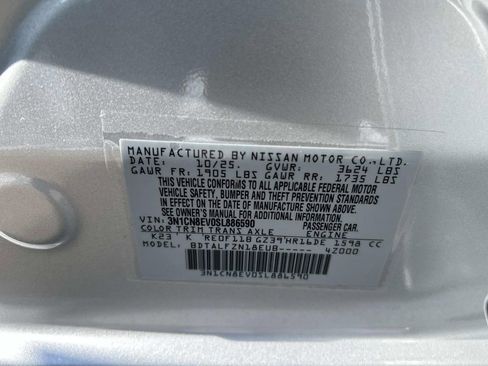 MANUFACTURED BY NISSAN MOTOR CO.,LTD.
DATE: 10/25. GVWR: 3624 LBS
GAWR FR: 1905 LBS GAWR RR: 1735 LBS
THIS VEHICLE CONFORMS TO ALL APPLICABLE FEDERAL MOTOR
VEHICLE SAFETY, BUMPER, AND THEFT PREVENTION STANDARDS
IN EFFECT ON THE DATE OF MANUFACTURE SHOWN ABOVE.
SEE OWNER'S MANUAL FOR ADDITIONAL INFORMATION.
VIN: 3N1CN8EV0SL886590 PASSENGER CAR.
COLOR TRIM TRANS AXLE ENGINE
K23 K RE0F11B GZ39 HR16DE 1598 CC
MODEL: BDTALFZN18EUB----- 4Z000
3N1CN8EV0SL886590